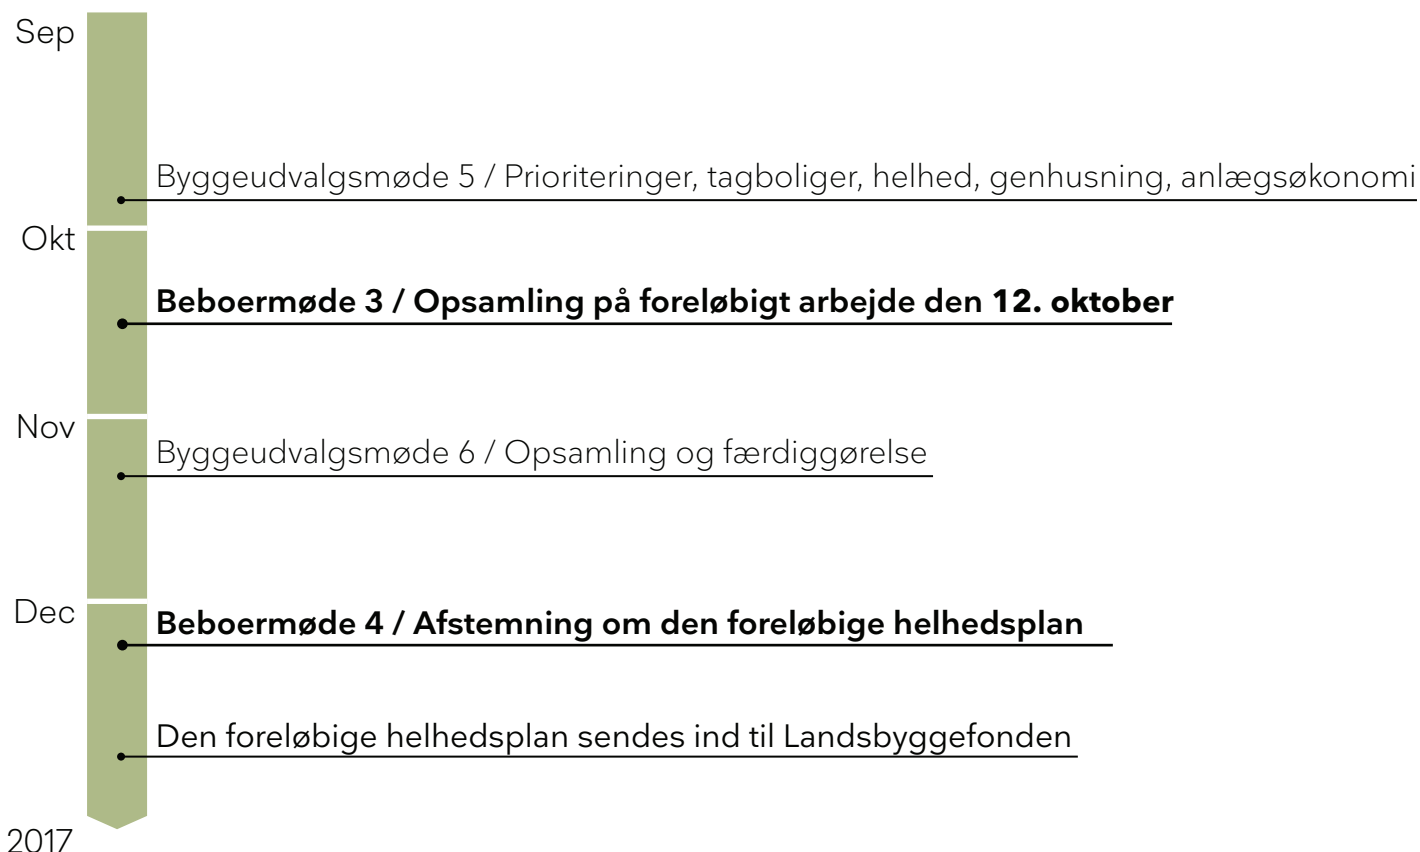 Sep
Byggeudvalgsmøde 5 / Prioriteringer, tagboliger, helhed, genhusning, anlægsøkonomi
Okt
Beboermøde 3 / Opsamling på foreløbigt arbejde den 12. oktober
Nov
Byggeudvalgsmøde 6 / Opsamling og færdiggørelse
Dec
Beboermøde 4 / Afstemning om den foreløbige helhedsplan
Den foreløbige helhedsplan sendes ind til Landsbyggefonden
2017